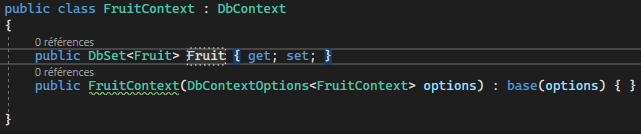 public class FruitContext : DbContext
{
0 références
public DbSet<Fruit> Fruit { get; set; }
0 références
public FruitContext(DbContextOptions<FruitContext> options) : base(options) { }
}